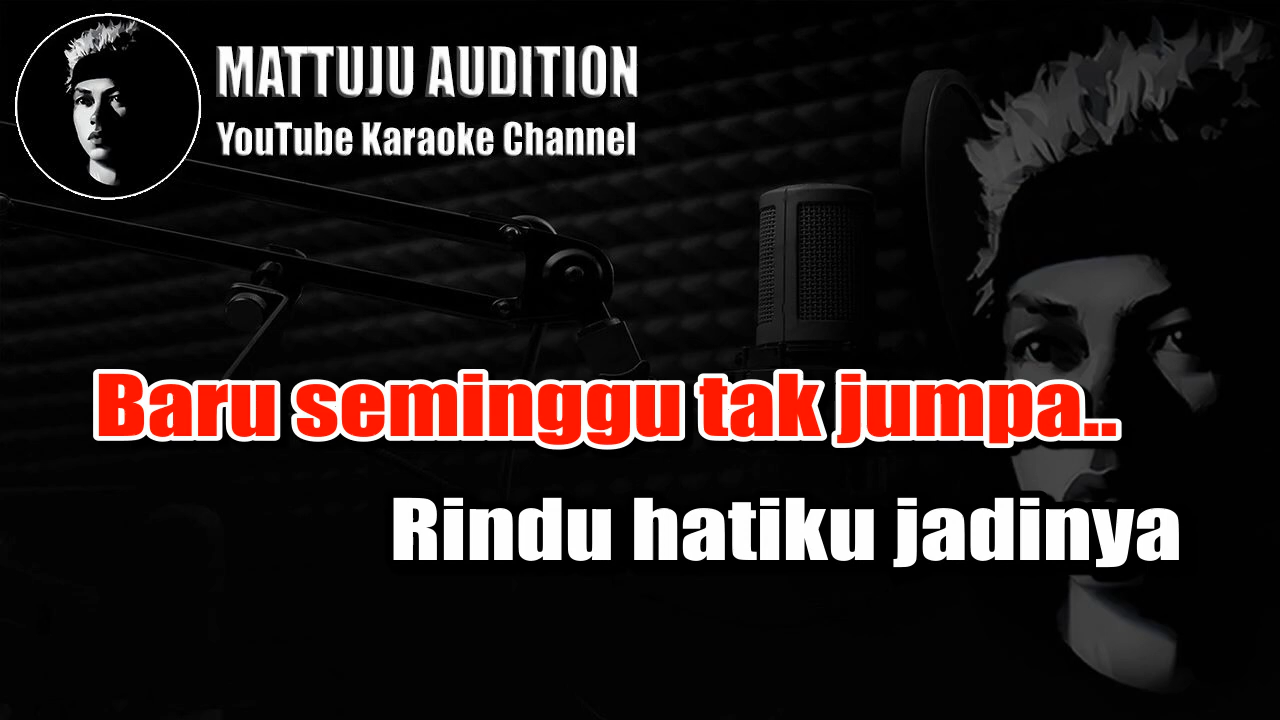 MATTUJU AUDITION
YouTube Karaoke Channel
Baru seminggu tak jumpa..
Rindu hatiku jadinya